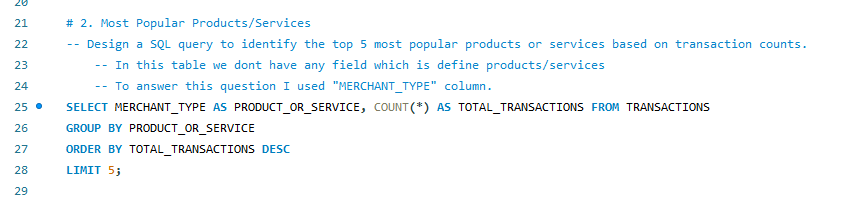 20
21 # 2. Most Popular Products/Services
22 -- Design a SQL query to identify the top 5 most popular products or services based on transaction counts.
23 -- In this table we dont have any field which is define products/services
24 -- To answer this question I used "MERCHANT_TYPE" column.
25 SELECT MERCHANT_TYPE AS PRODUCT_OR_SERVICE, COUNT(*) AS TOTAL_TRANSACTIONS FROM TRANSACTIONS
26 GROUP BY PRODUCT_OR_SERVICE
27 ORDER BY TOTAL_TRANSACTIONS DESC
28 LIMIT 5;
29